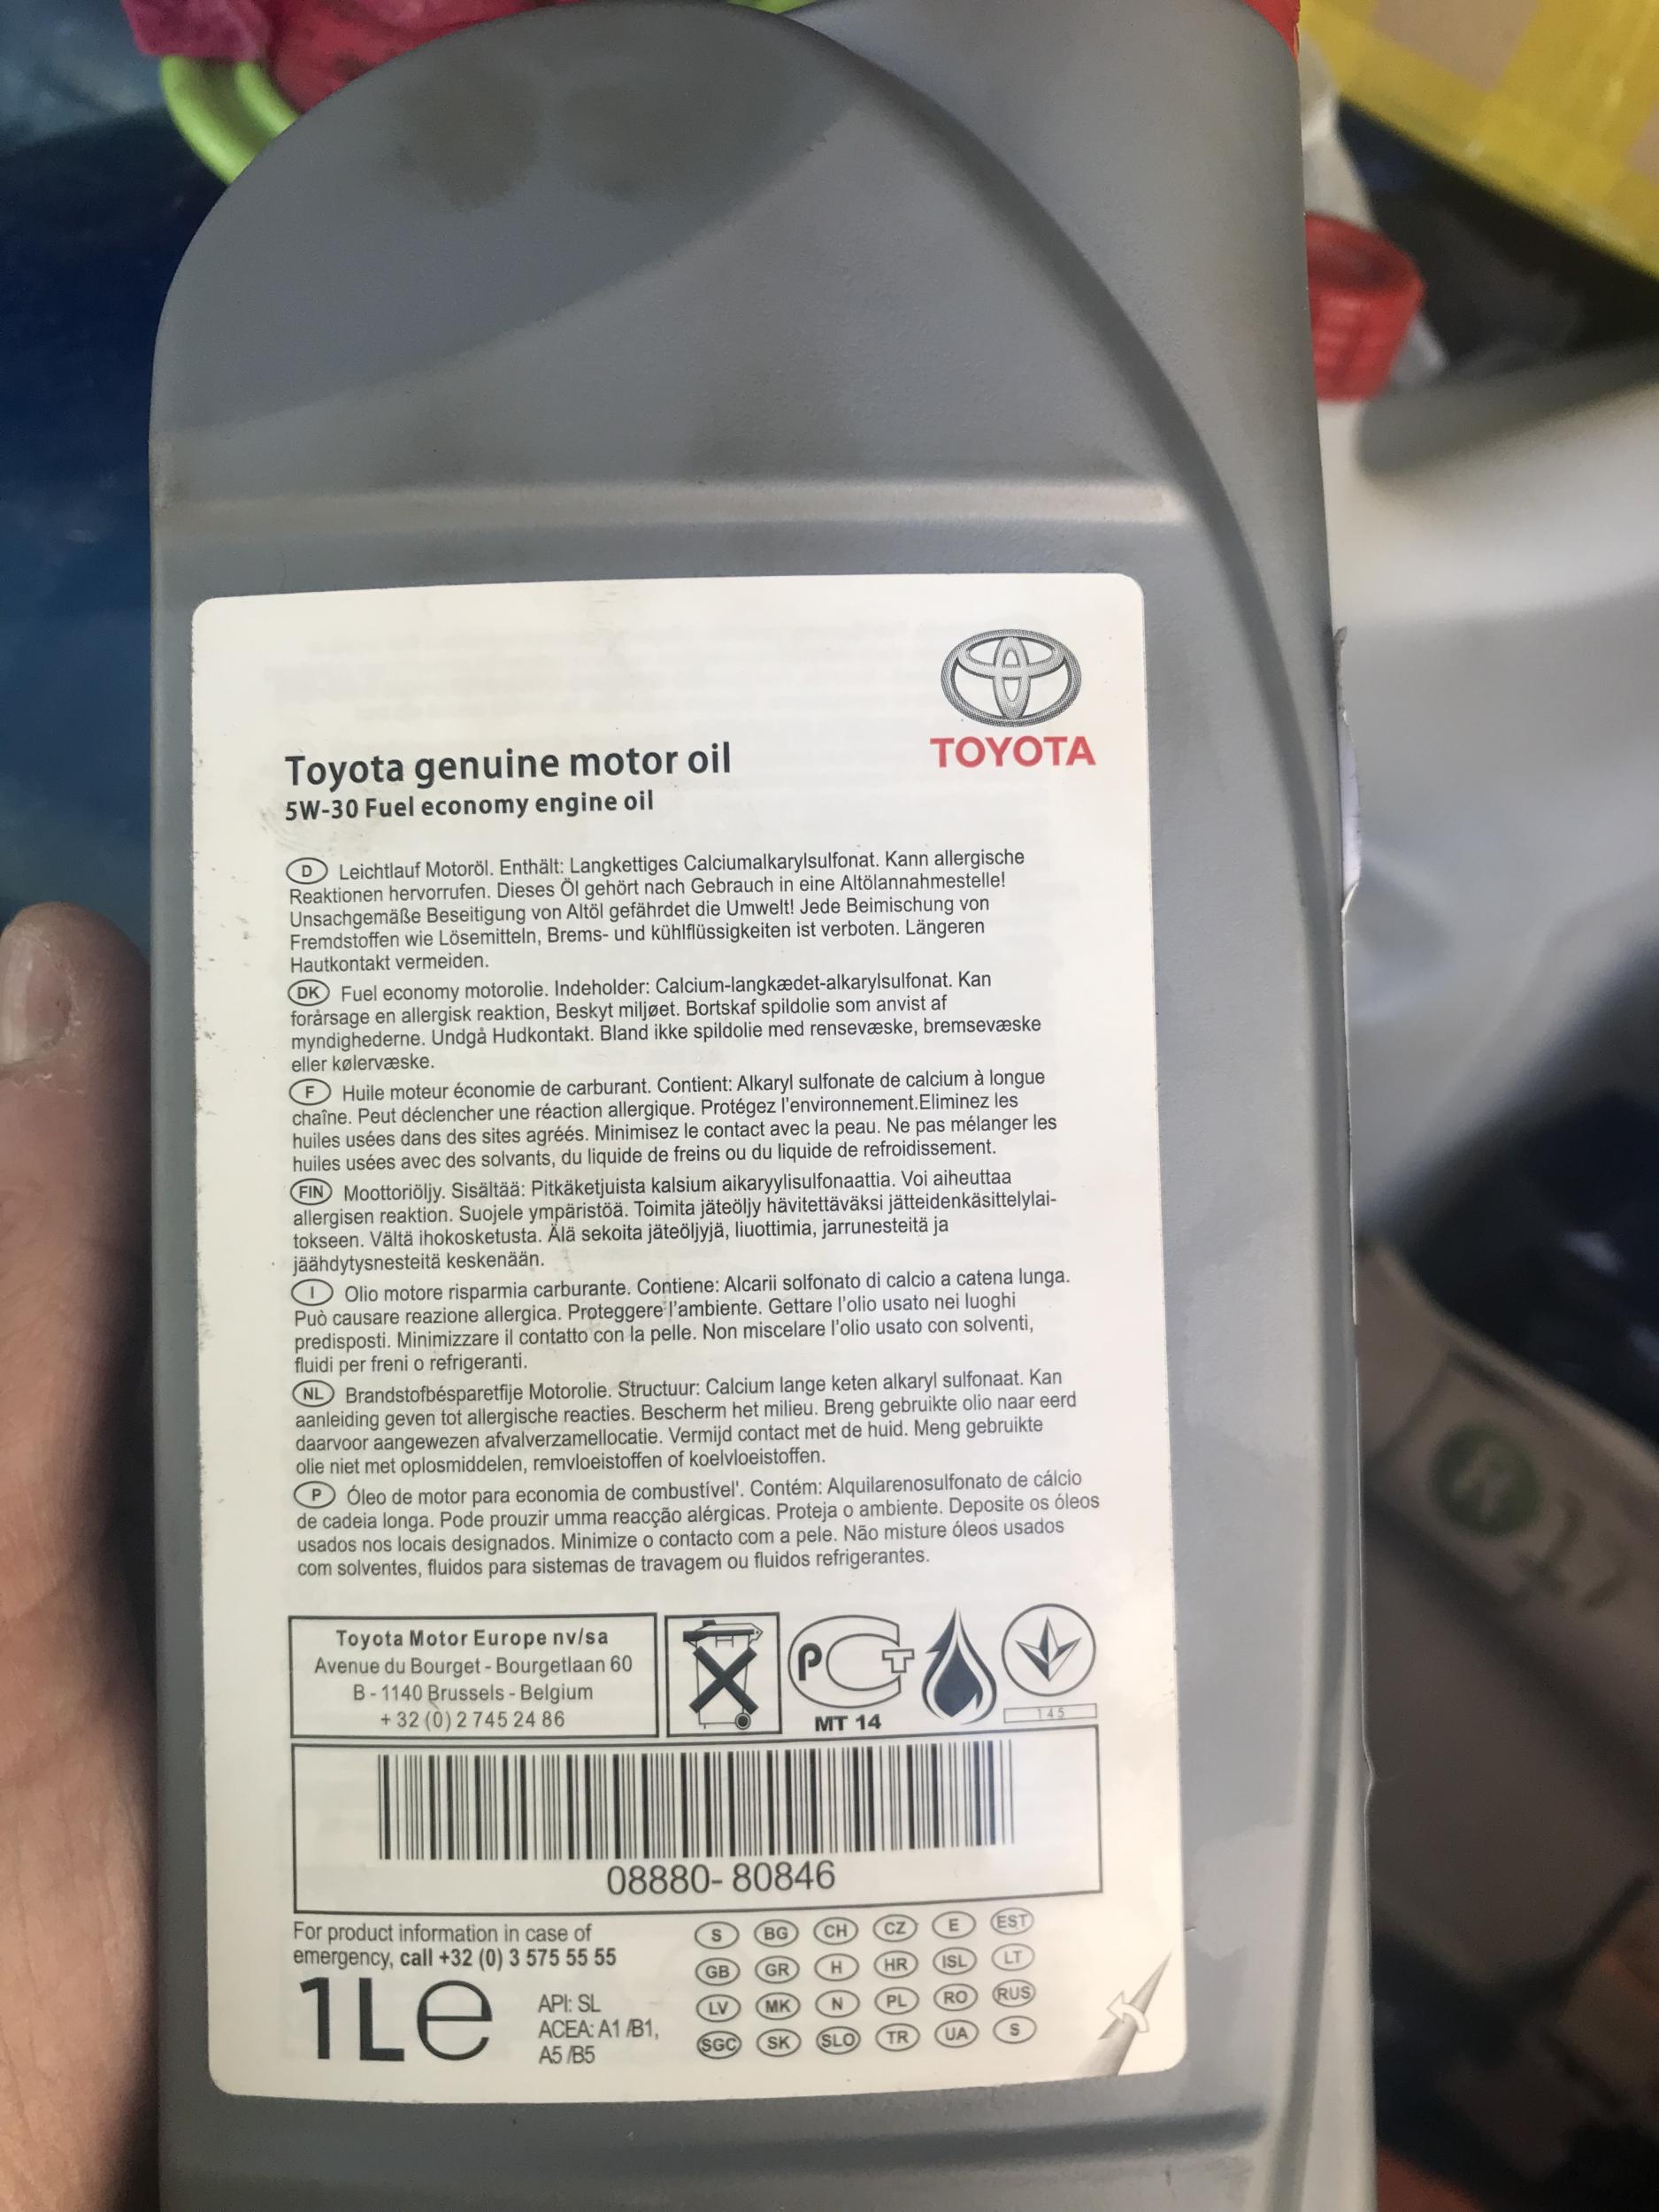 TOYOTA
Toyota genuine motor oil
5W-30 Fuel economy engine oil
D Leichtlauf Motoröl. Enthält: Langkettiges Calciumalkarylsulfonat. Kann allergische
Reaktionen hervorrufen. Dieses Öl gehört nach Gebrauch in eine Altölannahmestelle!
Unsachgemäße Beseitigung von Altöl gefährdet die Umwelt! Jede Beimischung von
Fremdstoffen wie Lösemitteln, Brems- und kühlflüssigkeiten ist verboten. Längeren
Hautkontakt vermeiden.
DK Fuel economy motorolie. Indeholder: Calcium-langkædet-alkarylsulfonat. Kan
forårsage en allergisk reaktion, Beskyt miljøet. Bortskaf spildolie som anvist af
myndighederne. Undgå Hudkontakt. Bland ikke spildolie med rensevæske, bremsevæske
eller kølervæske.
F Huile moteur économie de carburant. Contient: Alkaryl sulfonate de calcium à longue
chaîne. Peut déclencher une réaction allergique. Protégez l'environnement.Eliminez les
huiles usées dans des sites agréés. Minimisez le contact avec la peau. Ne pas mélanger les
huiles usées avec des solvants, du liquide de freins ou du liquide de refroidissement.
FIN Moottoriöljy. Sisältää: Pitkäketjuista kalsium aikaryylisulfonaattia. Voi aiheuttaa
allergisen reaktion. Suojele ympäristöä. Toimita jäteöljy hävitettäväksi jätteidenkäsittelylai-
tokseen. Vältä ihokosketusta. Älä sekoita jäteöljyjä, liuottimia, jarrunesteitä ja
jäähdytysnesteitä keskenään.
I Olio motore risparmia carburante. Contiene: Alcarii solfonato di calcio a catena lunga.
Può causare reazione allergica. Proteggere l'ambiente. Gettare l'olio usato nei luoghi
predisposti. Minimizzare il contatto con la pelle. Non miscelare l'olio usato con solventi,
fluidi per freni o refrigeranti.
NL Brandstofbésparetfije Motorolie. Structuur: Calcium lange keten alkaryl sulfonaat. Kan
aanleiding geven tot allergische reacties. Bescherm het milieu. Breng gebruikte olio naar eerd
daarvoor aangewezen afvalverzamellocatie. Vermijd contact met de huid. Meng gebruikte
olie niet met oplosmiddelen, remvloeistoffen of koelvloeistoffen.
P Óleo de motor para economia de combustível'. Contém: Alquilarenosulfonato de cálcio
de cadeia longa. Pode prouzir umma reacção alérgicas. Proteja o ambiente. Deposite os óleos
usados nos locais designados. Minimize o contacto com a pele. Não misture óleos usados
com solventes, fluidos para sistemas de travagem ou fluidos refrigerantes.
Toyota Motor Europe nv/sa
Avenue du Bourget - Bourgetlaan 60
B - 1140 Brussels - Belgium
+ 32 (0) 2 745 24 86
PCT
MT 14
145
08880- 80846
For product information in case of
emergency, call +32 (0) 3 575 55 55
1Le
API: SL
ACEA: A1 /B1,
A5 /B5
S BG CH CZ E EST
GB GR H HR ISL LT
LV MK N PL RO RUS
SGC SK SLO TR UA S